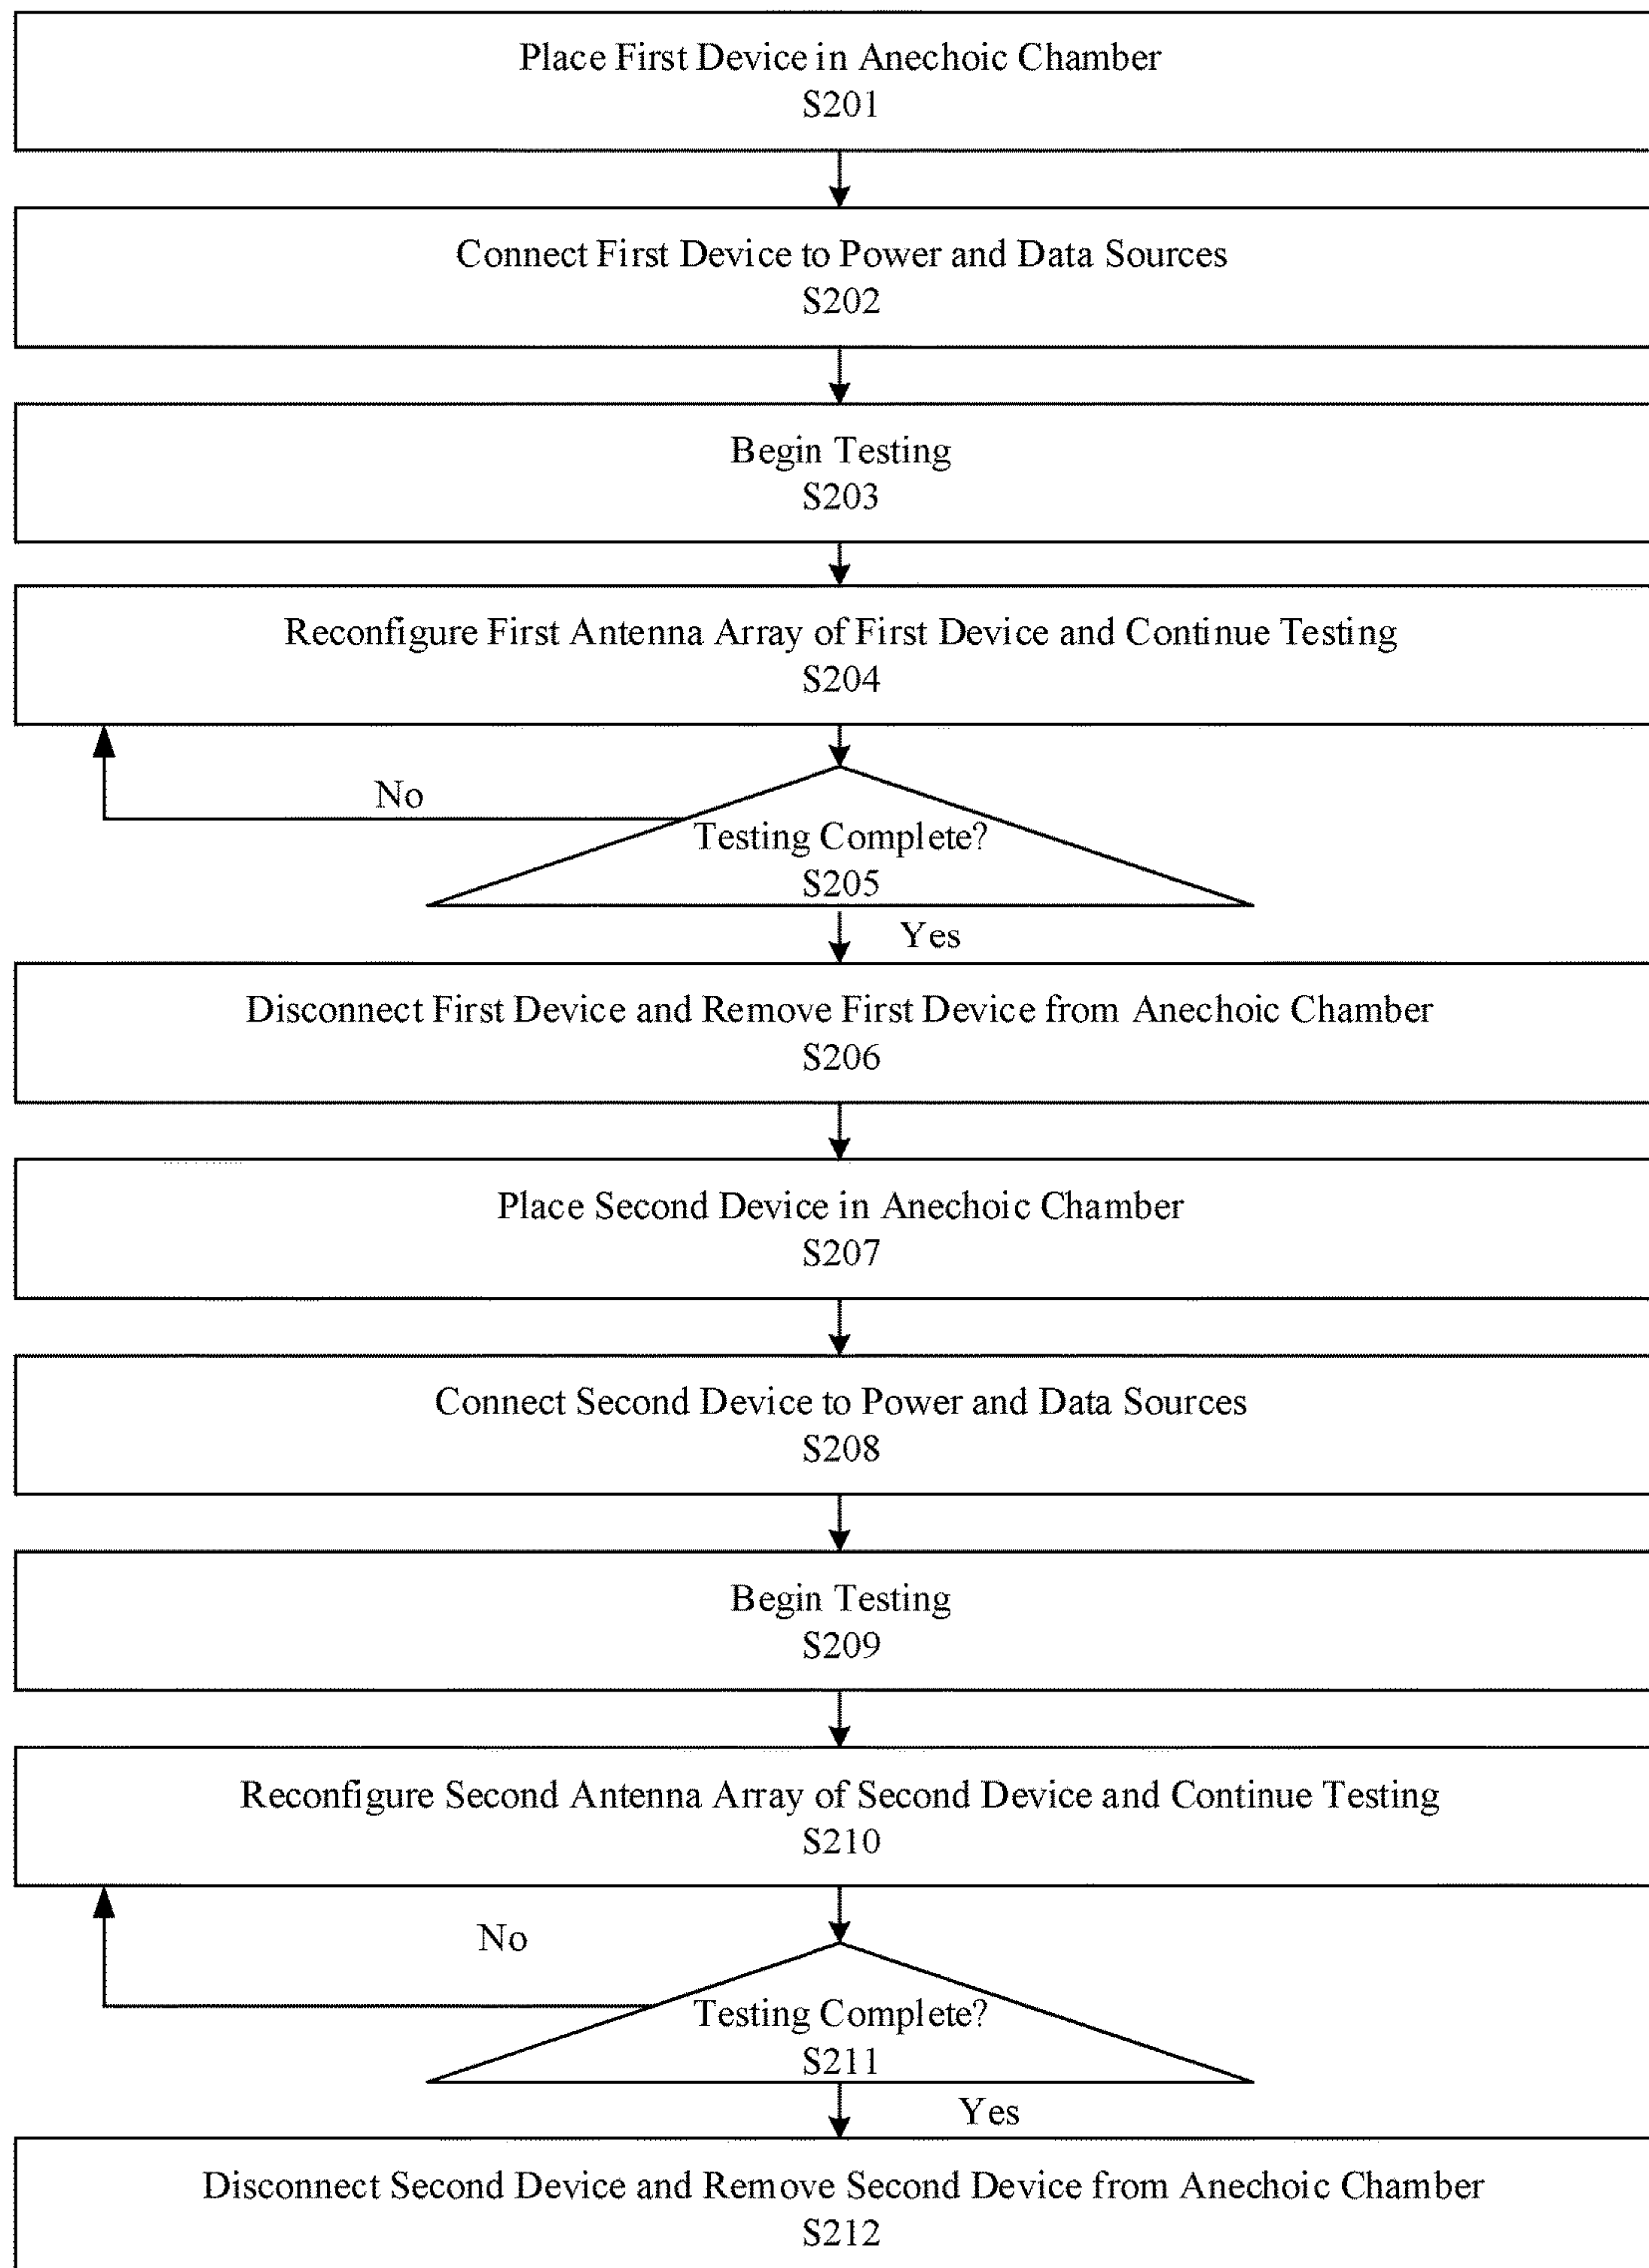 Place First Device in Anechoic Chamber
S201
Connect First Device to Power and Data Sources
S202
Begin Testing
S203
Reconfigure First Antenna Array of First Device and Continue Testing
S204
No
Testing Complete?
S205
Yes
Disconnect First Device and Remove First Device from Anechoic Chamber
S206
Place Second Device in Anechoic Chamber
S207
Connect Second Device to Power and Data Sources
S208
Begin Testing
S209
Reconfigure Second Antenna Array of Second Device and Continue Testing
S210
No
Testing Complete?
S211
Yes
Disconnect Second Device and Remove Second Device from Anechoic Chamber
S212